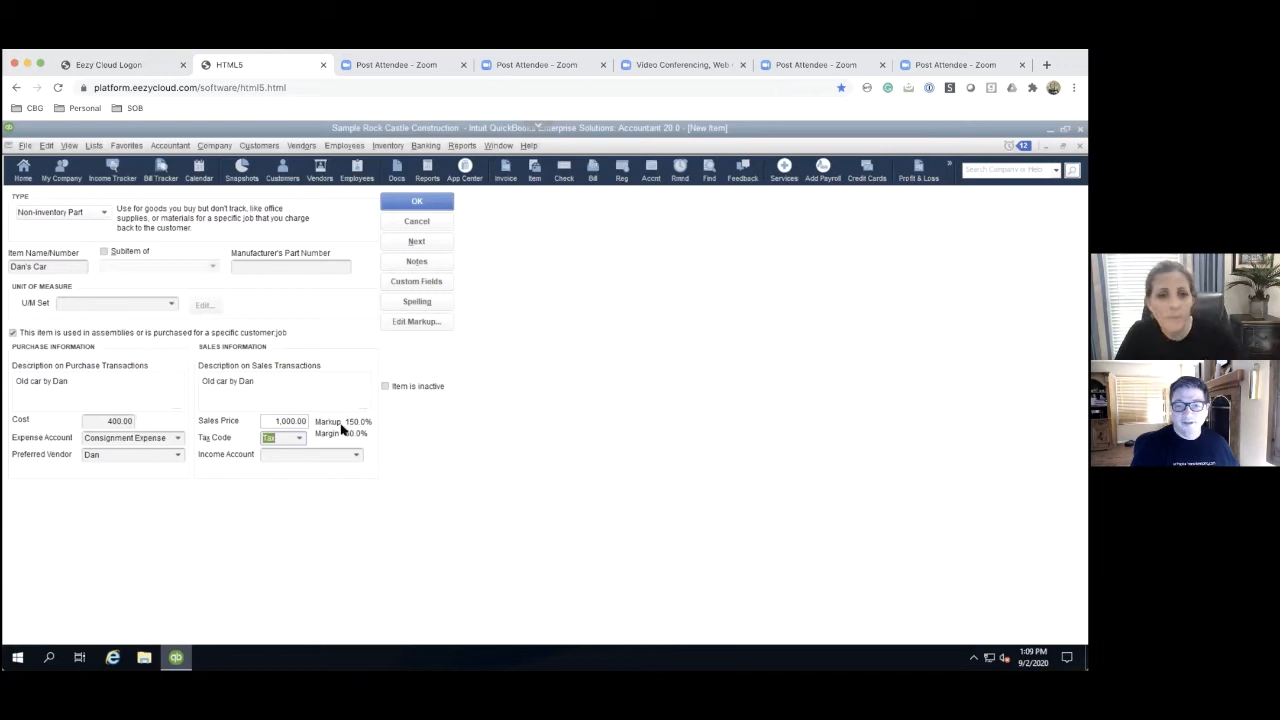 Eezy Cloud Logon
HTML5
Post Attendee - Zoom
Post Attendee - Zoom
Video Conferencing, Web
Post Attendee - Zoom
Post Attendee - Zoom
platform.eezycloud.com/software/html5.html
CBG
Personal
SOB
Sample Rock Castle Construction - Intuit QuickBooks Enterprise Solutions: Accountant 20.0 - [New Item]
File Edit View Lists Favorites Accountant Company Customers Vendors Employees Inventory Banking Reports Window Help
12
Home My Company Income Tracker Bill Tracker Calendar Snapshots Customers Vendors Employees Docs Reports App Center Invoice Item Check Bill Reg Accnt Rmnd Find Feedback Services Add Payroll Credit Cards Profit & Loss
Search Company or Help
TYPE
Non-inventory Part
Use for goods you buy but don't track, like office
supplies, or materials for a specific job that you charge
back to the customer.
OK
Cancel
Next
Notes
Custom Fields
Spelling
Edit Markup...
Item Name/Number
Subitem of
Manufacturer's Part Number
Dan's Car
UNIT OF MEASURE
U/M Set
Edit...
This item is used in assemblies or is purchased for a specific customer:job
PURCHASE INFORMATION
SALES INFORMATION
Description on Purchase Transactions
Description on Sales Transactions
Old car by Dan
Old car by Dan
Item is inactive
Cost 400.00
Sales Price 1,000.00
Markup 150.0%
Expense Account Consignment Expense
Tax Code Tax
Margin
Preferred Vendor Dan
Income Account
1:09 PM
9/2/2020